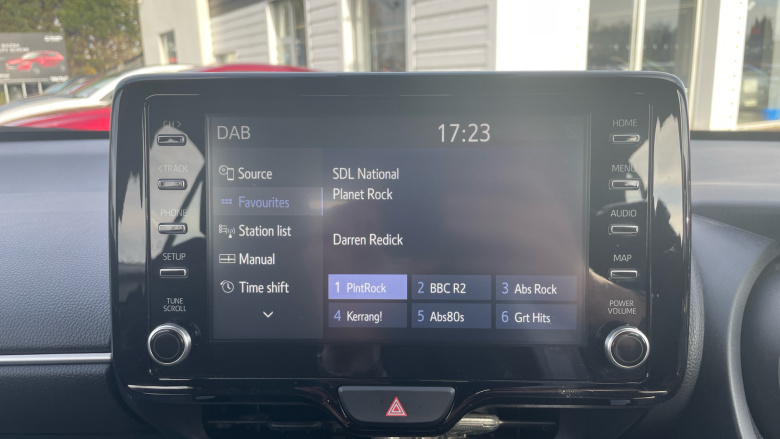 DAB 17:23
Source
Favourites
Station list
Manual
Time shift
SDL National
Planet Rock
Darren Redick
1 PlntRock 2 BBC R2 3 Abs Rock
4 Kerrang! 5 Abs80s 6 Grt Hits
CH >
< TRACK
PHONE
SETUP
TUNE
SCROLL
HOME
MENU
AUDIO
MAP
POWER
VOLUME